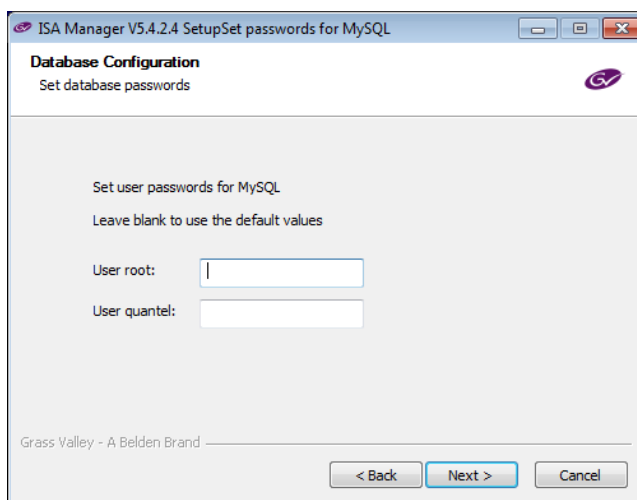 ISA Manager V5.4.2.4 SetupSet passwords for MySQL
Database Configuration
Set database passwords
GV
Set user passwords for MySQL
Leave blank to use the default values
User root:
User quantel:
Grass Valley - A Belden Brand
< Back Next > Cancel